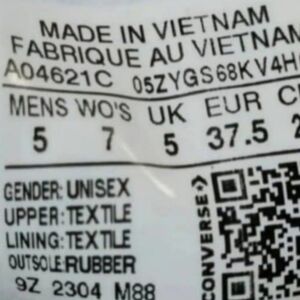 MADE IN VIETNAM
FABRIQUE AU VIETNAM
A04621C 05ZYGS68KV4H
MENS WO'S UK EUR C
5 7 5 37.5 2
GENDER: UNISEX
UPPER: TEXTILE
LINING: TEXTILE
OUTSOLE: RUBBER
9Z 2304 M88
CONVERSE